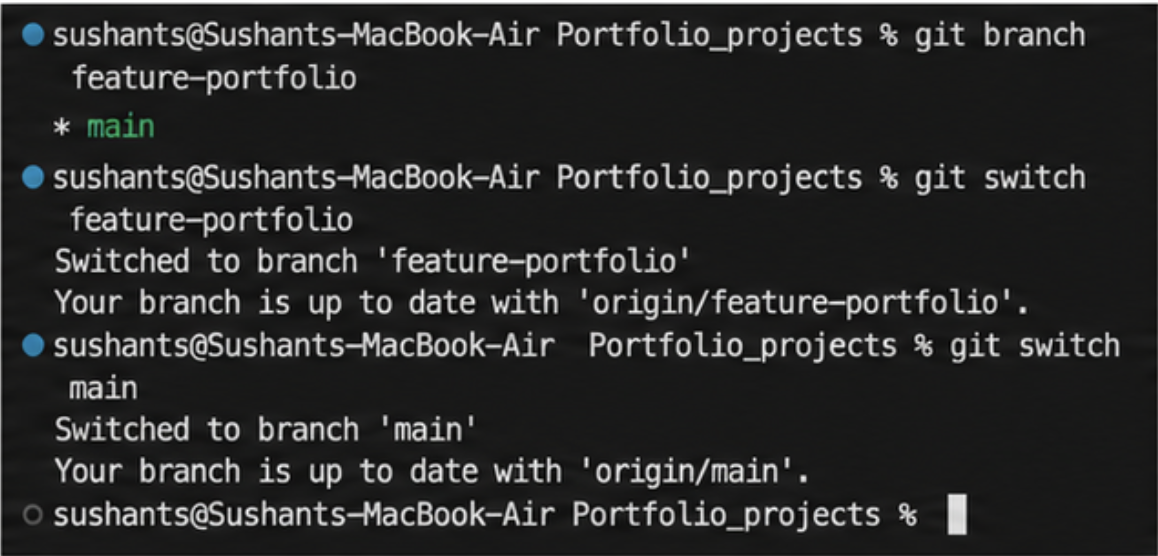 sushants@Sushants-MacBook-Air Portfolio_projects % git branch
feature-portfolio
* main
sushants@Sushants-MacBook-Air Portfolio_projects % git switch
feature-portfolio
Switched to branch 'feature-portfolio'
Your branch is up to date with 'origin/feature-portfolio'.
sushants@Sushants-MacBook-Air Portfolio_projects % git switch
main
Switched to branch 'main'
Your branch is up to date with 'origin/main'.
sushants@Sushants-MacBook-Air Portfolio_projects %